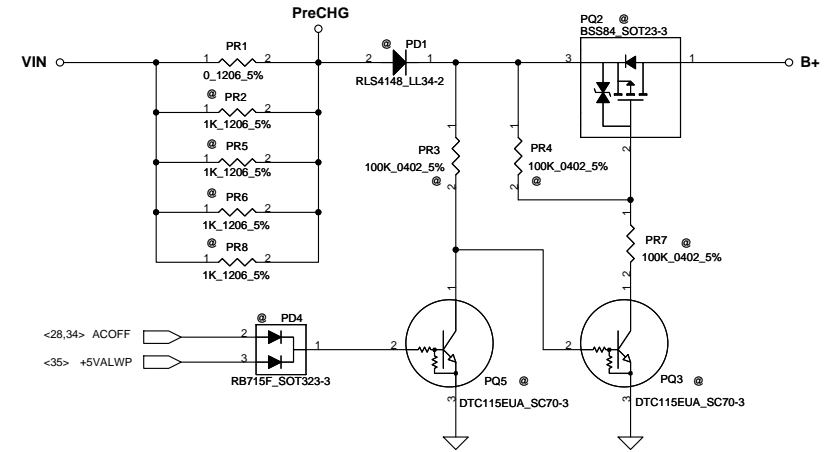 PreCHG
VIN
1 PR1 2
0_1206_5%
@ PR2
1 2
1K_1206_5%
@ PR5
1 2
1K_1206_5%
@ PR6
1 2
1K_1206_5%
@ PR8
1 2
1K_1206_5%
@ PD1
2 1
RLS4148_LL34-2
PQ2 @
BSS84_SOT23-3
3 1
2
B+
1
PR3
100K_0402_5%
@
2
1
PR4
100K_0402_5%
@
2
1
PR7 @
100K_0402_5%
2
<28,34> ACOFF
<35> +5VALWP
@ PD4
2
3
1
RB715F_SOT323-3
1
2
3
PQ5 @
DTC115EUA_SC70-3
1
2
3
PQ3 @
DTC115EUA_SC70-3